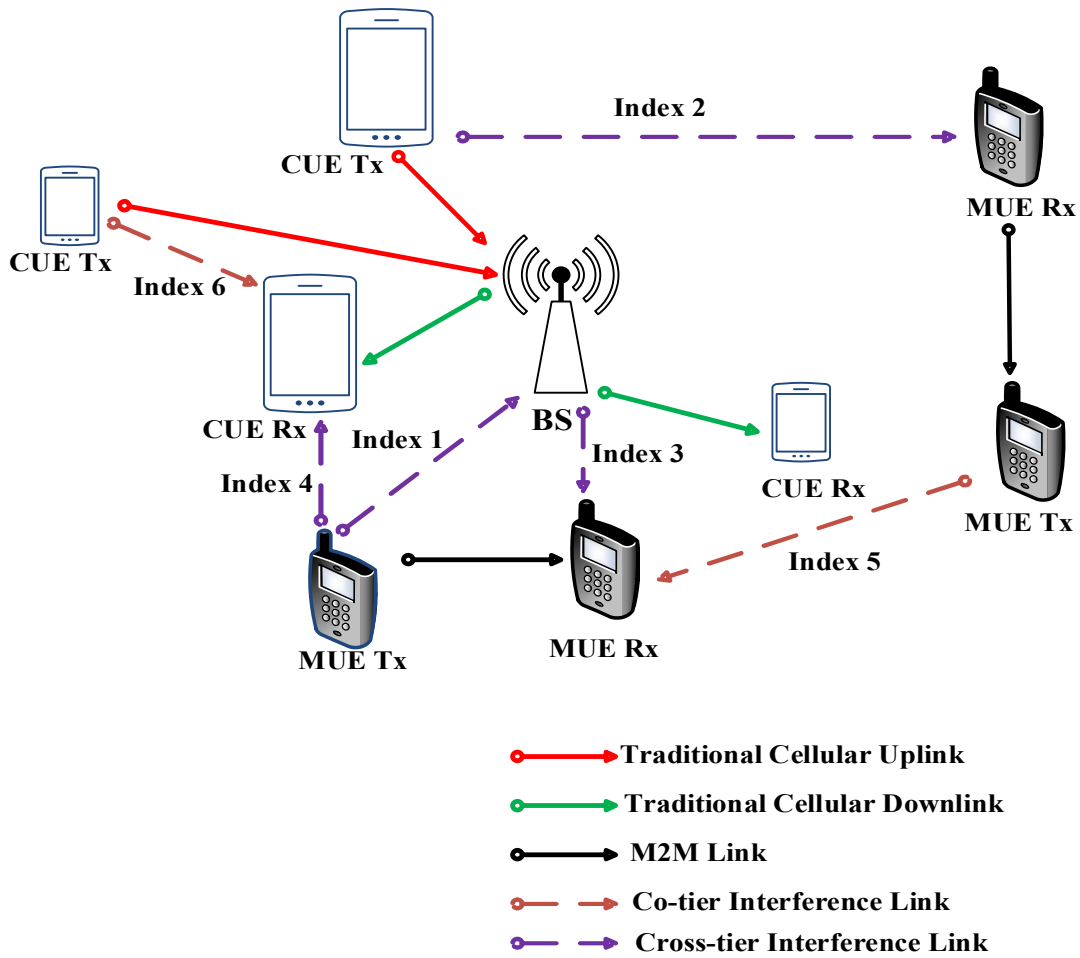 Index 2
CUE Tx
MUE Rx
CUE Tx
Index 6
CUE Rx
BS
Index 1
Index 3
Index 4
CUE Rx
MUE Tx
Index 5
MUE Tx
MUE Rx
Traditional Cellular Uplink
Traditional Cellular Downlink
M2M Link
Co-tier Interference Link
Cross-tier Interference Link